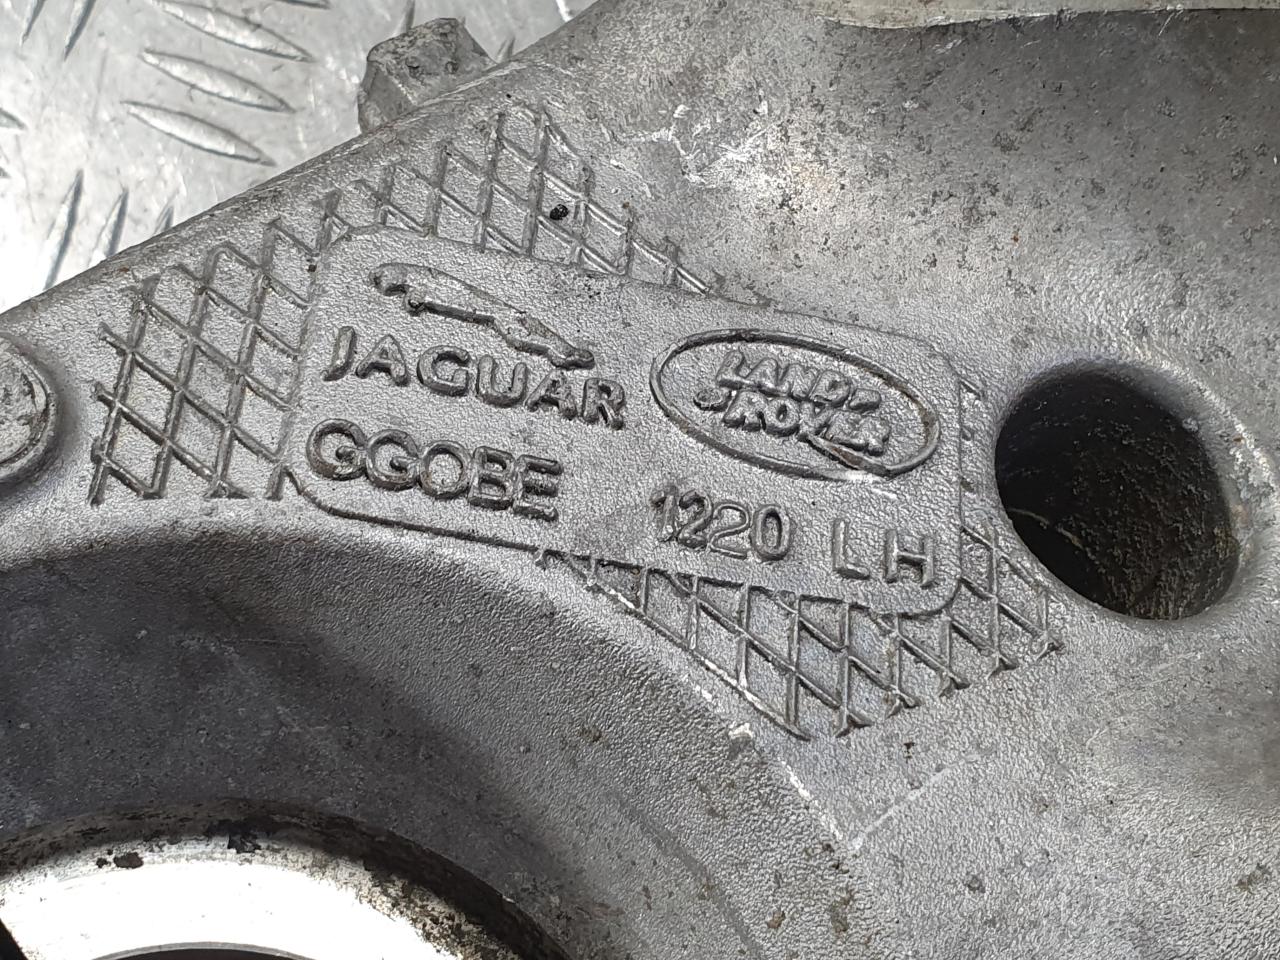 JAGUAR
LAND-
ROVER
GGOBE
1220 LH